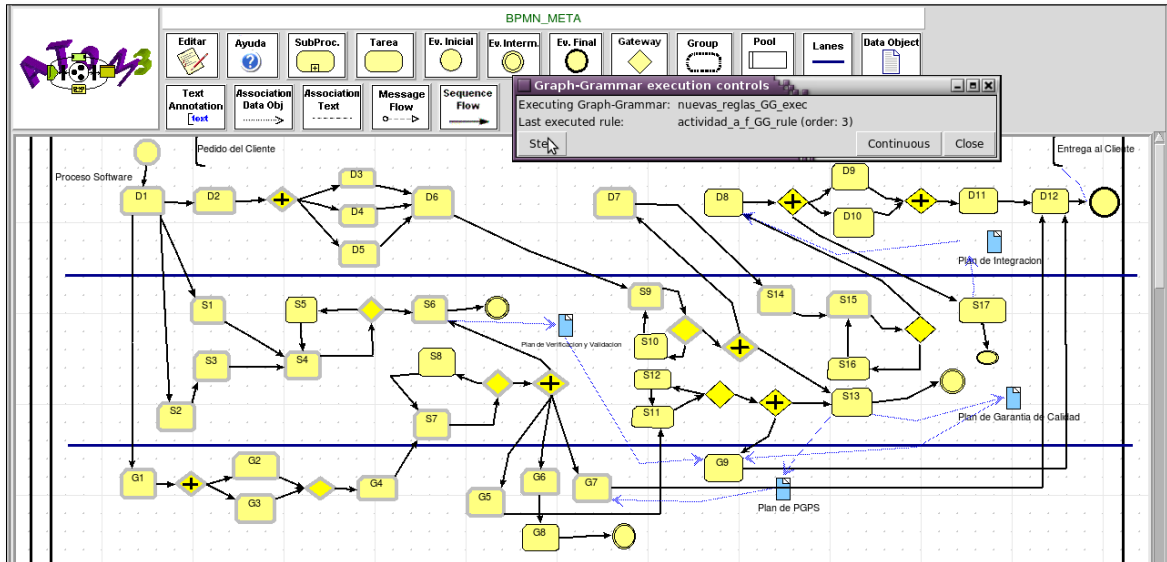 BPMN_META
AToM3
Editar
Ayuda
SubProc.
Tarea
Ev. Inicial
Ev. Interm.
Ev. Final
Gateway
Group
Pool
Lanes
Data Object
Text
Annotation
[text
Association
Data Obj
Association
Text
Message
Flow
Sequence
Flow
Graph-Grammar execution controls
Executing Graph-Grammar: nuevas_reglas_GG_exec
Last executed rule: actividad_a_f_GG_rule (order: 3)
Continuous
Close
Pedido del Cliente
Entrega al Cliente
Proceso Software
D1
D2
D3
D4
D5
D6
D7
D8
D9
D10
D11
D12
Plan de Integracion
S1
S2
S3
S4
S5
S6
Plan de Verificacion y Validacion
S7
S8
S9
S10
S11
S12
S13
S14
S15
S16
S17
Plan de Garantia de Calidad
G1
G2
G3
G4
G5
G6
G7
G8
G9
Plan de PGPS